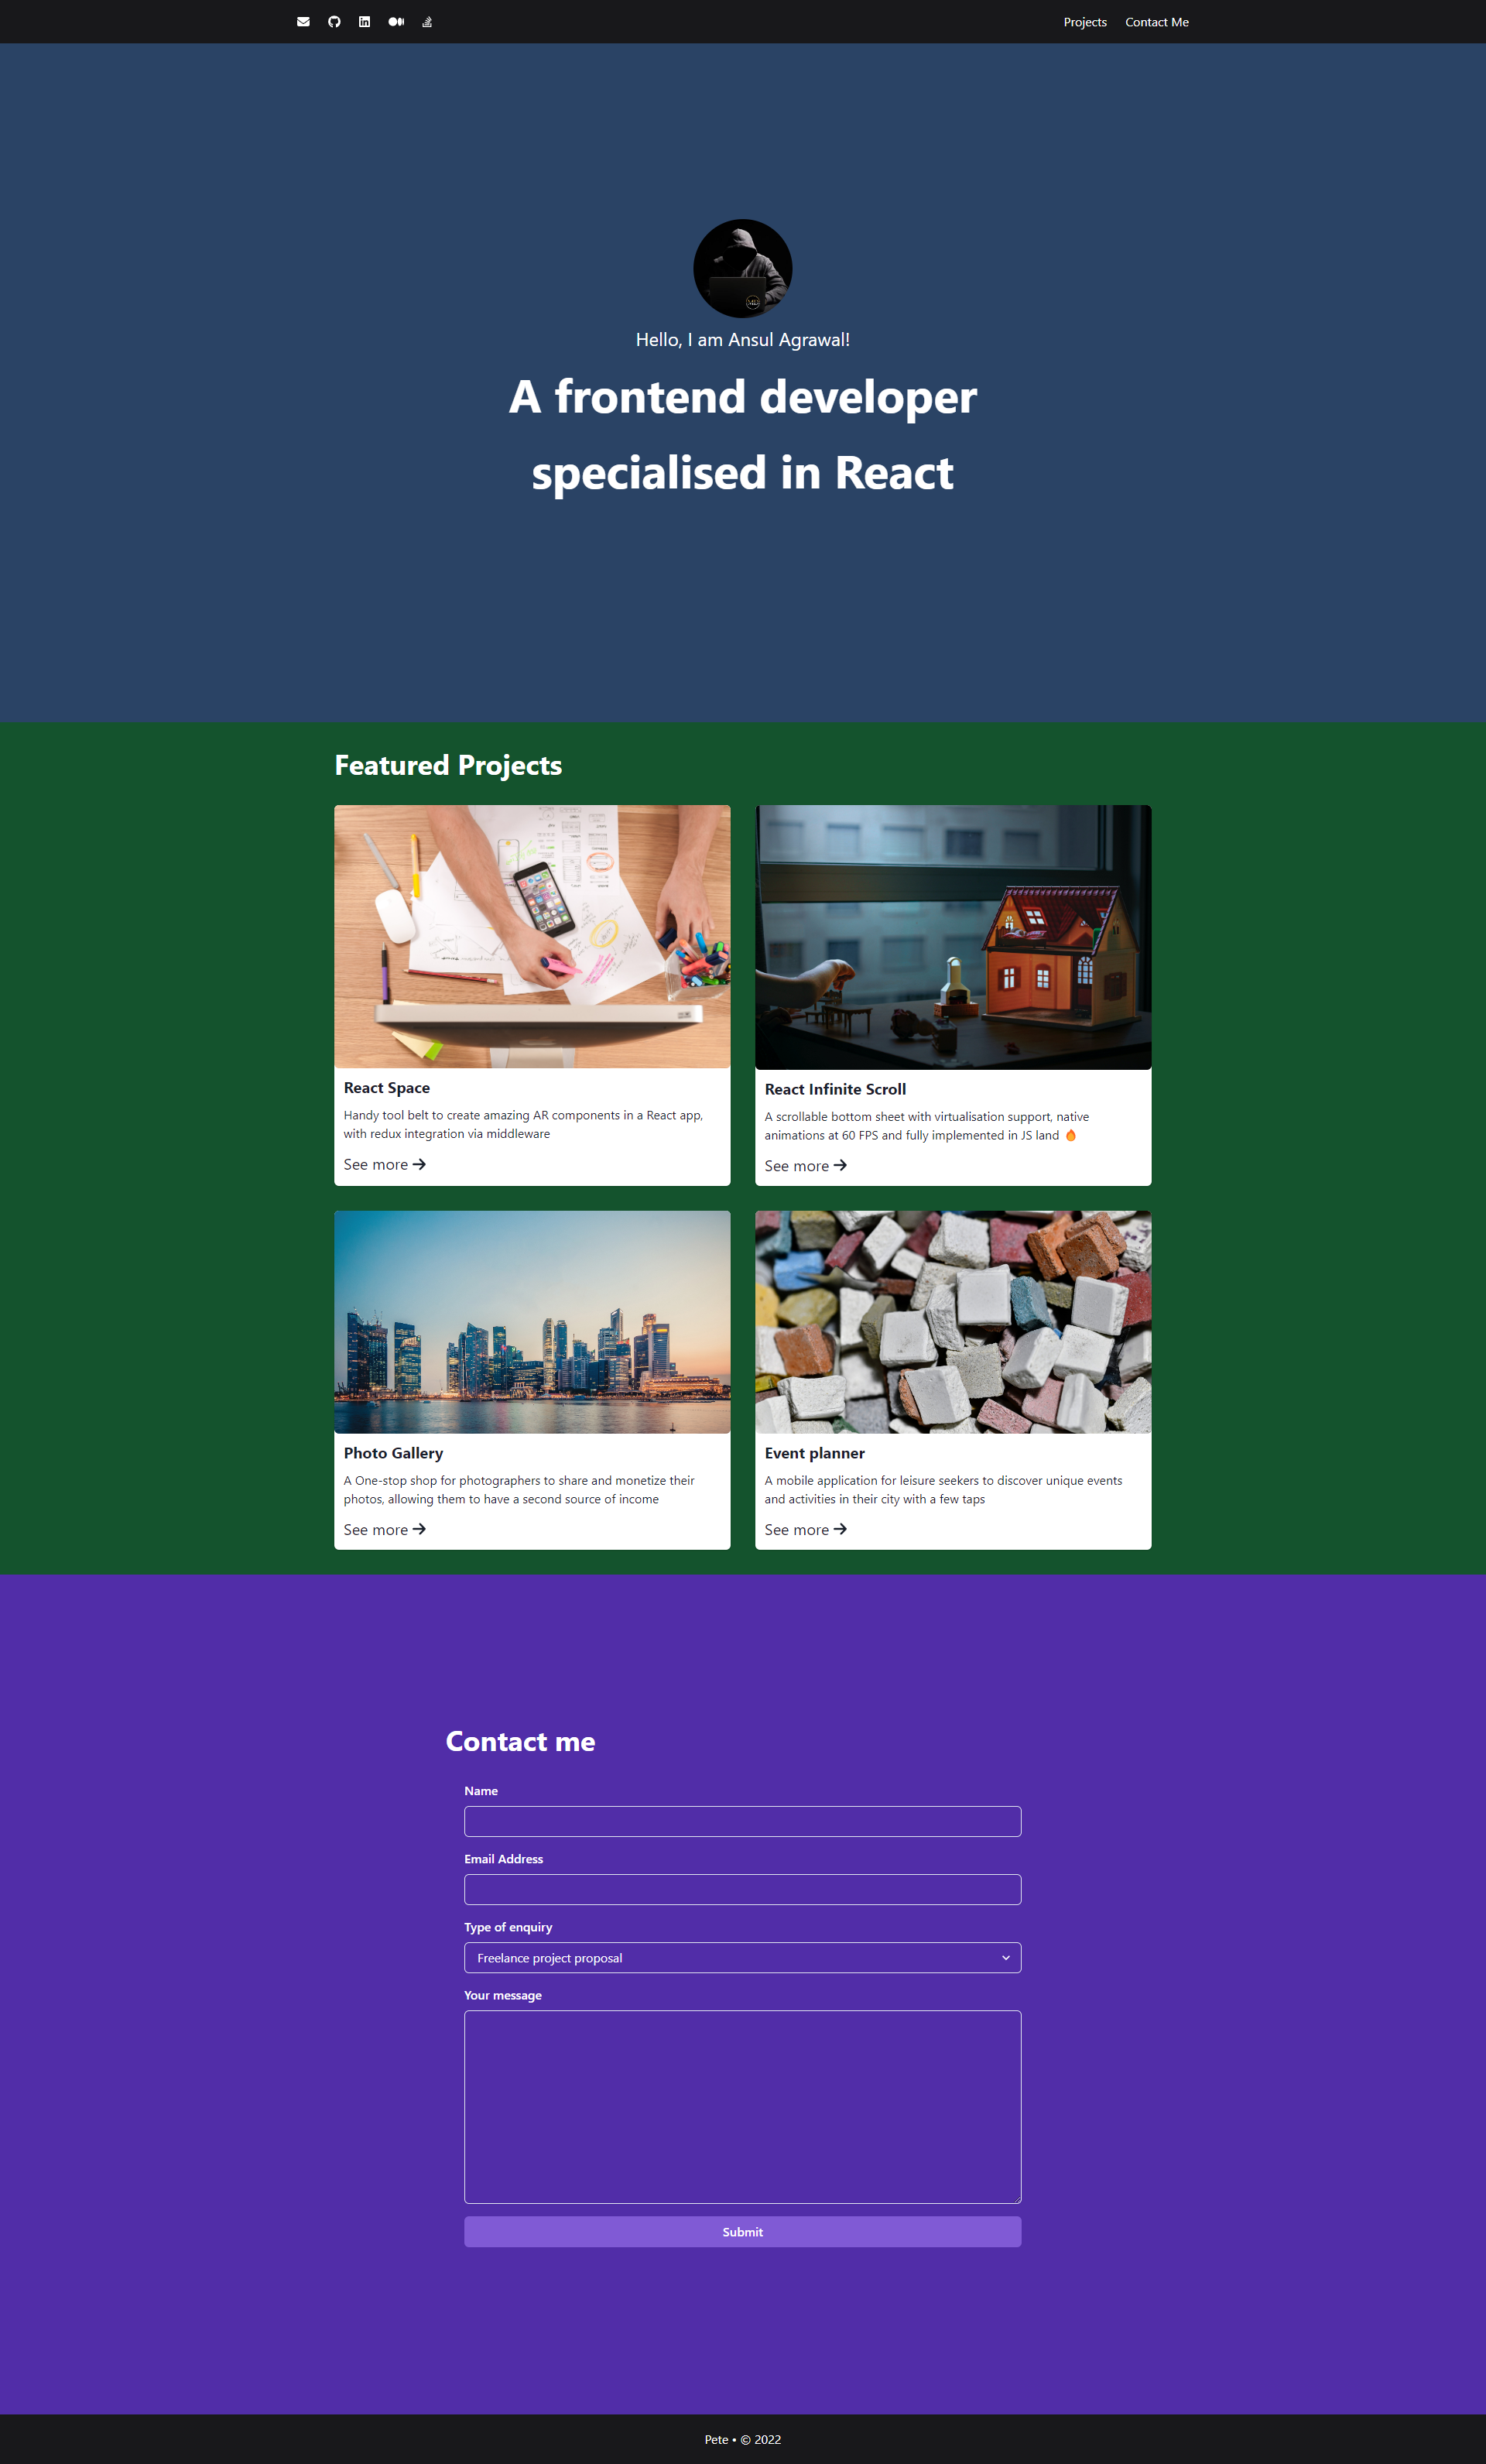 Projects Contact Me
Hello, I am Ansul Agrawal!
A frontend developer
specialised in React
Featured Projects
React Space
Handy tool belt to create amazing AR components in a React app,
with redux integration via middleware
See more
React Infinite Scroll
A scrollable bottom sheet with virtualisation support, native
animations at 60 FPS and fully implemented in JS land 🔥
See more
Photo Gallery
A One-stop shop for photographers to share and monetize their
photos, allowing them to have a second source of income
See more
Event planner
A mobile application for leisure seekers to discover unique events
and activities in their city with a few taps
See more
Contact me
Name
Email Address
Type of enquiry
Freelance project proposal
Your message
Submit
Pete • © 2022